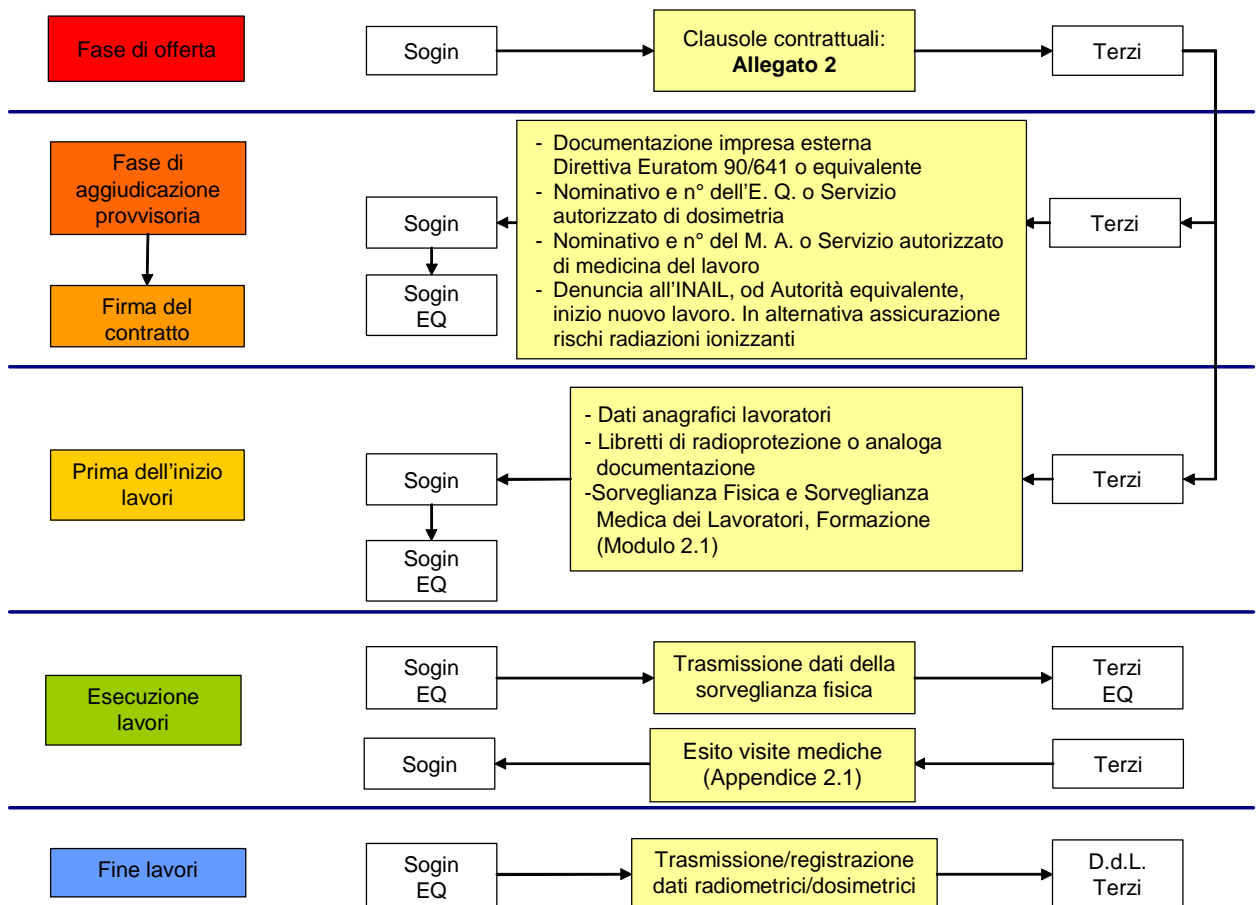 Fase di offerta
Sogin
Clausole contrattuali:
Allegato 2
Terzi
Fase di
aggiudicazione
provvisoria
Firma del
contratto
Sogin
Sogin
EQ
- Documentazione impresa esterna
Direttiva Euratom 90/641 o equivalente
- Nominativo e n° dell'E. Q. o Servizio
autorizzato di dosimetria
- Nominativo e n° del M. A. o Servizio autorizzato
di medicina del lavoro
- Denuncia all'INAIL, od Autorità equivalente,
inizio nuovo lavoro. In alternativa assicurazione
rischi radiazioni ionizzanti
Terzi
Prima dell'inizio
lavori
Sogin
Sogin
EQ
- Dati anagrafici lavoratori
- Libretti di radioprotezione o analoga
documentazione
-Sorveglianza Fisica e Sorveglianza
Medica dei Lavoratori, Formazione
(Modulo 2.1)
Terzi
Esecuzione
lavori
Sogin
EQ
Trasmissione dati della
sorveglianza fisica
Terzi
EQ
Sogin
Esito visite mediche
(Appendice 2.1)
Terzi
Fine lavori
Sogin
EQ
Trasmissione/registrazione
dati radiometrici/dosimetrici
D.d.L.
Terzi